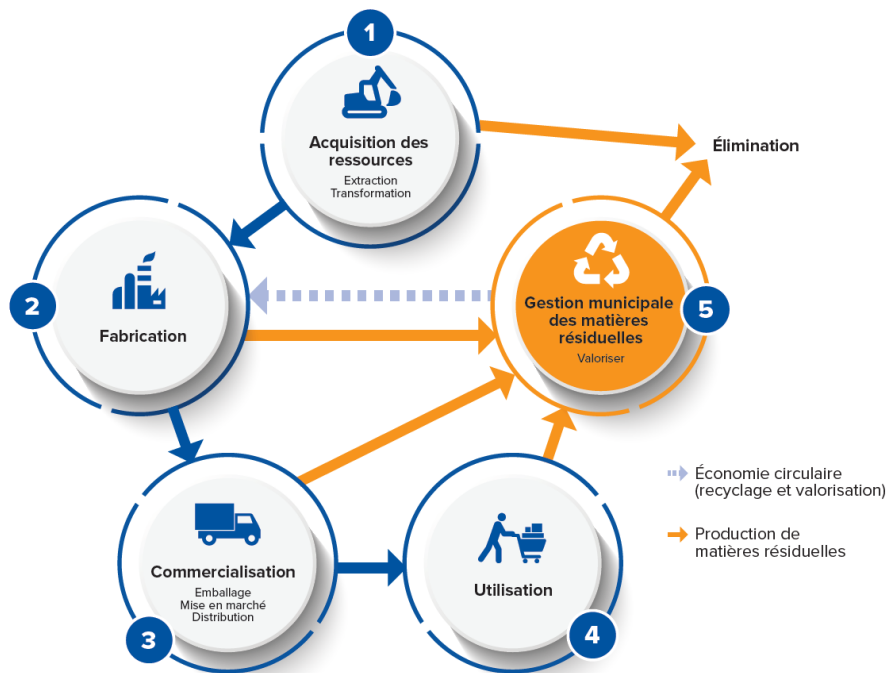 1
Acquisition des
ressources
Extraction
Transformation
Élimination
2
Fabrication
Gestion municipale
des matières
résiduelles
Valoriser
5
3
Commercialisation
Emballage
Mise en marché
Distribution
Utilisation
4
Économie circulaire
(recyclage et valorisation)
Production de
matières résiduelles